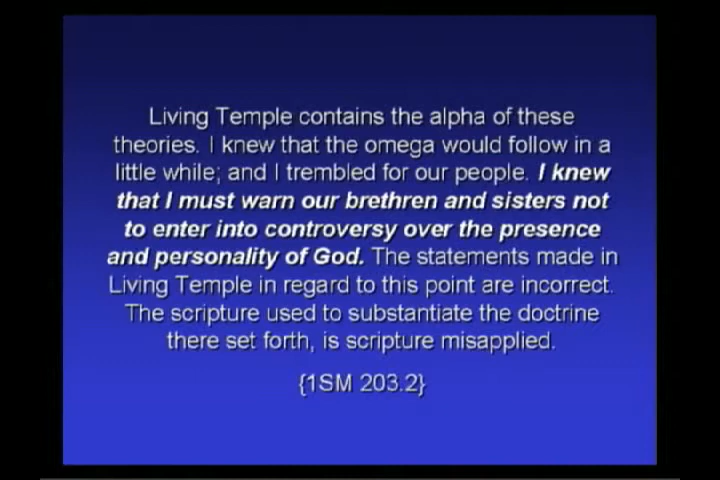 Living Temple contains the alpha of these
theories. I knew that the omega would follow in a
little while; and I trembled for our people. I knew
that I must warn our brethren and sisters not
to enter into controversy over the presence
and personality of God. The statements made in
Living Temple in regard to this point are incorrect.
The scripture used to substantiate the doctrine
there set forth, is scripture misapplied.
{1SM 203.2}